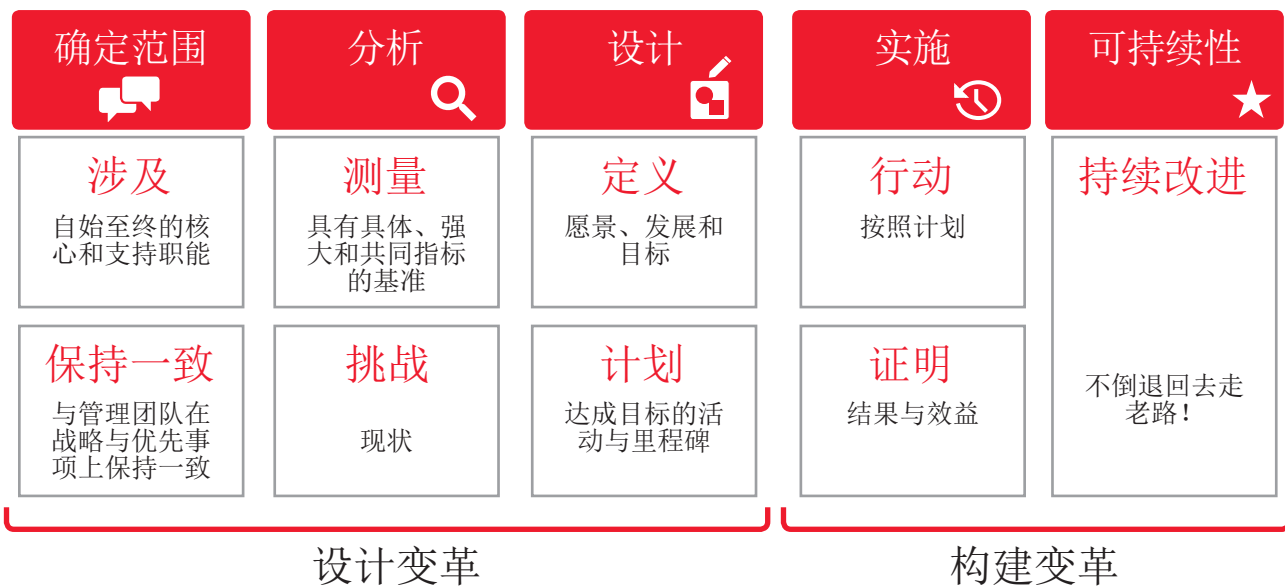 确定范围
分析
设计
实施
可持续性
涉及
自始至终的核
心和支持职能
测量
具有具体、强
大和共同指标
的基准
定义
愿景、发展和
目标
行动
按照计划
持续改进
不倒退回去走
老路！
保持一致
与管理团队在
战略与优先事
项上保持一致
挑战
现状
计划
达成目标的活
动与里程碑
证明
结果与效益
设计变革
构建变革